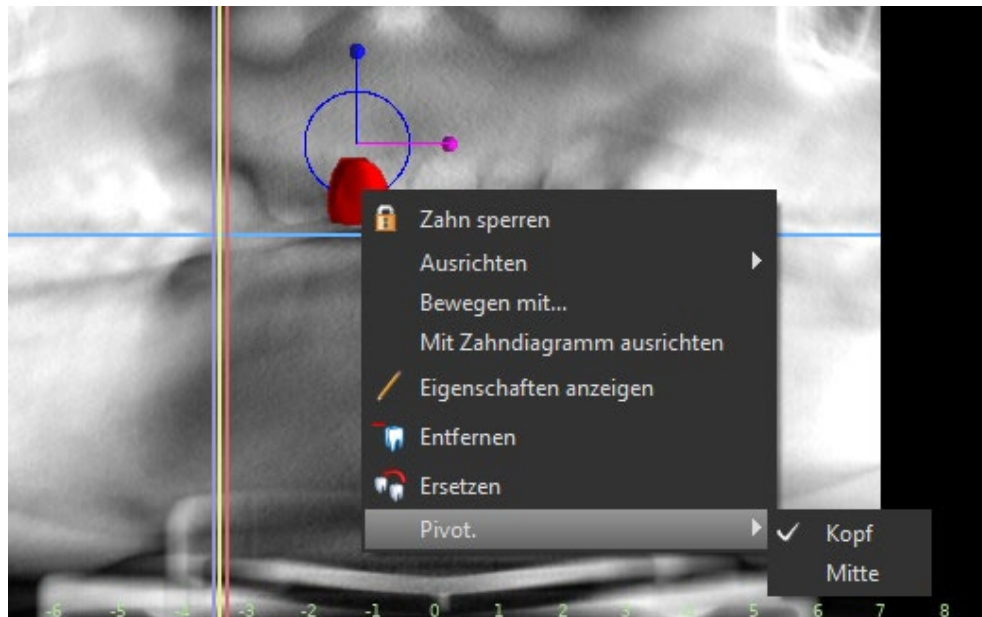 Zahn sperren
Ausrichten
Bewegen mit...
Mit Zahndiagramm ausrichten
Eigenschaften anzeigen
Entfernen
Ersetzen
Pivot.
Kopf
Mitte
-6 -5 -4 -3 -2 -1 0 1 2 3 4 5 6 7 8